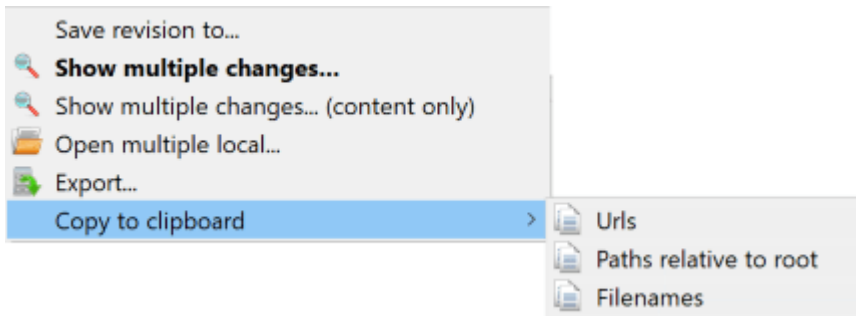 Save revision to...
Show multiple changes...
Show multiple changes... (content only)
Open multiple local...
Export...
Copy to clipboard
Urls
Paths relative to root
Filenames